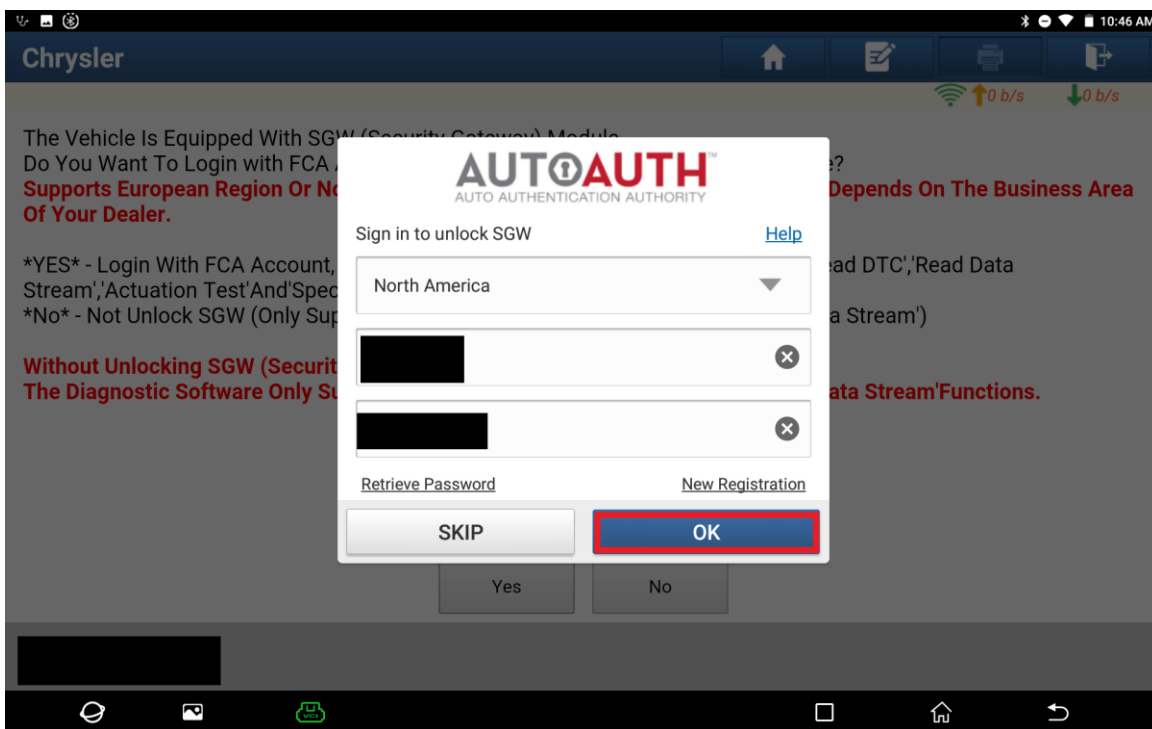 10:46 AM
Chrysler
0 b/s
0 b/s
The Vehicle Is Equipped With SGW (Security Gateway) Module
Do You Want To Login with FCA ?
Supports European Region Or Depends On The Business Area
Of Your Dealer.
*YES* - Login With FCA Account, DTC','Read Data
Stream','Actuation Test'And'Spec
*No* - Not Unlock SGW (Only Sup a Stream')
Without Unlocking SGW (Securit
The Diagnostic Software Only Su ata Stream'Functions.
AUTOAUTH™
AUTO AUTHENTICATION AUTHORITY
Sign in to unlock SGW
Help
North America
Retrieve Password
New Registration
SKIP
OK
Yes
No
VCI